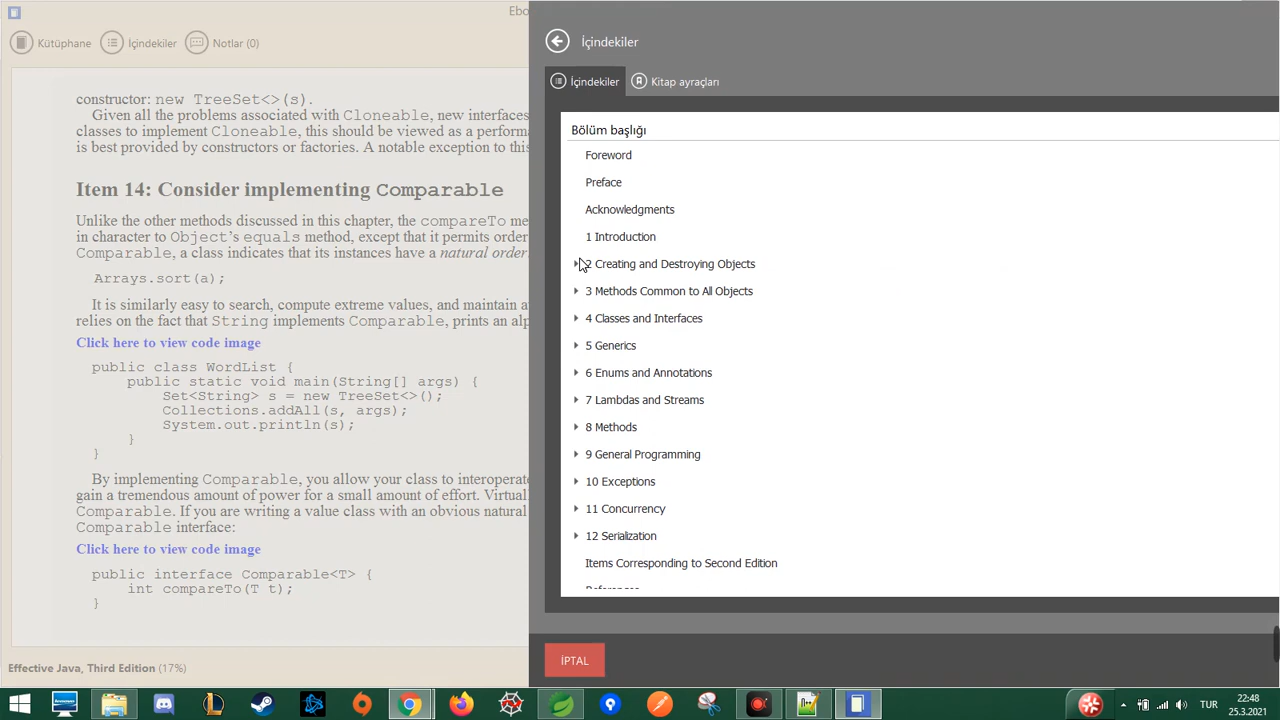 Ebo
Kütüphane
İçindekiler
Notlar (0)
constructor: new TreeSet<>(s).
Given all the problems associated with Cloneable, new interfaces
classes to implement Cloneable, this should be viewed as a performa
is best provided by constructors or factories. A notable exception to this
Item 14: Consider implementing Comparable
Unlike the other methods discussed in this chapter, the compareTo me
in character to Object’s equals method, except that it permits order
Comparable, a class indicates that its instances have a natural order
Arrays.sort(a);
It is similarly easy to search, compute extreme values, and maintain a
relies on the fact that String implements Comparable, prints an alp
Click here to view code image
public class WordList {
public static void main(String[] args) {
Set<String> s = new TreeSet<>();
Collections.addAll(s, args);
System.out.println(s);
}
}
By implementing Comparable, you allow your class to interoperate
gain a tremendous amount of power for a small amount of effort. Virtuall
Comparable. If you are writing a value class with an obvious natural
Comparable interface:
Click here to view code image
public interface Comparable<T> {
int compareTo(T t);
}
Effective Java, Third Edition (17%)
İçindekiler
İçindekiler
Kitap ayraçları
Bölüm başlığı
Foreword
Preface
Acknowledgments
1 Introduction
2 Creating and Destroying Objects
3 Methods Common to All Objects
4 Classes and Interfaces
5 Generics
6 Enums and Annotations
7 Lambdas and Streams
8 Methods
9 General Programming
10 Exceptions
11 Concurrency
12 Serialization
Items Corresponding to Second Edition
İPTAL
TUR
22:48
25.3.2021